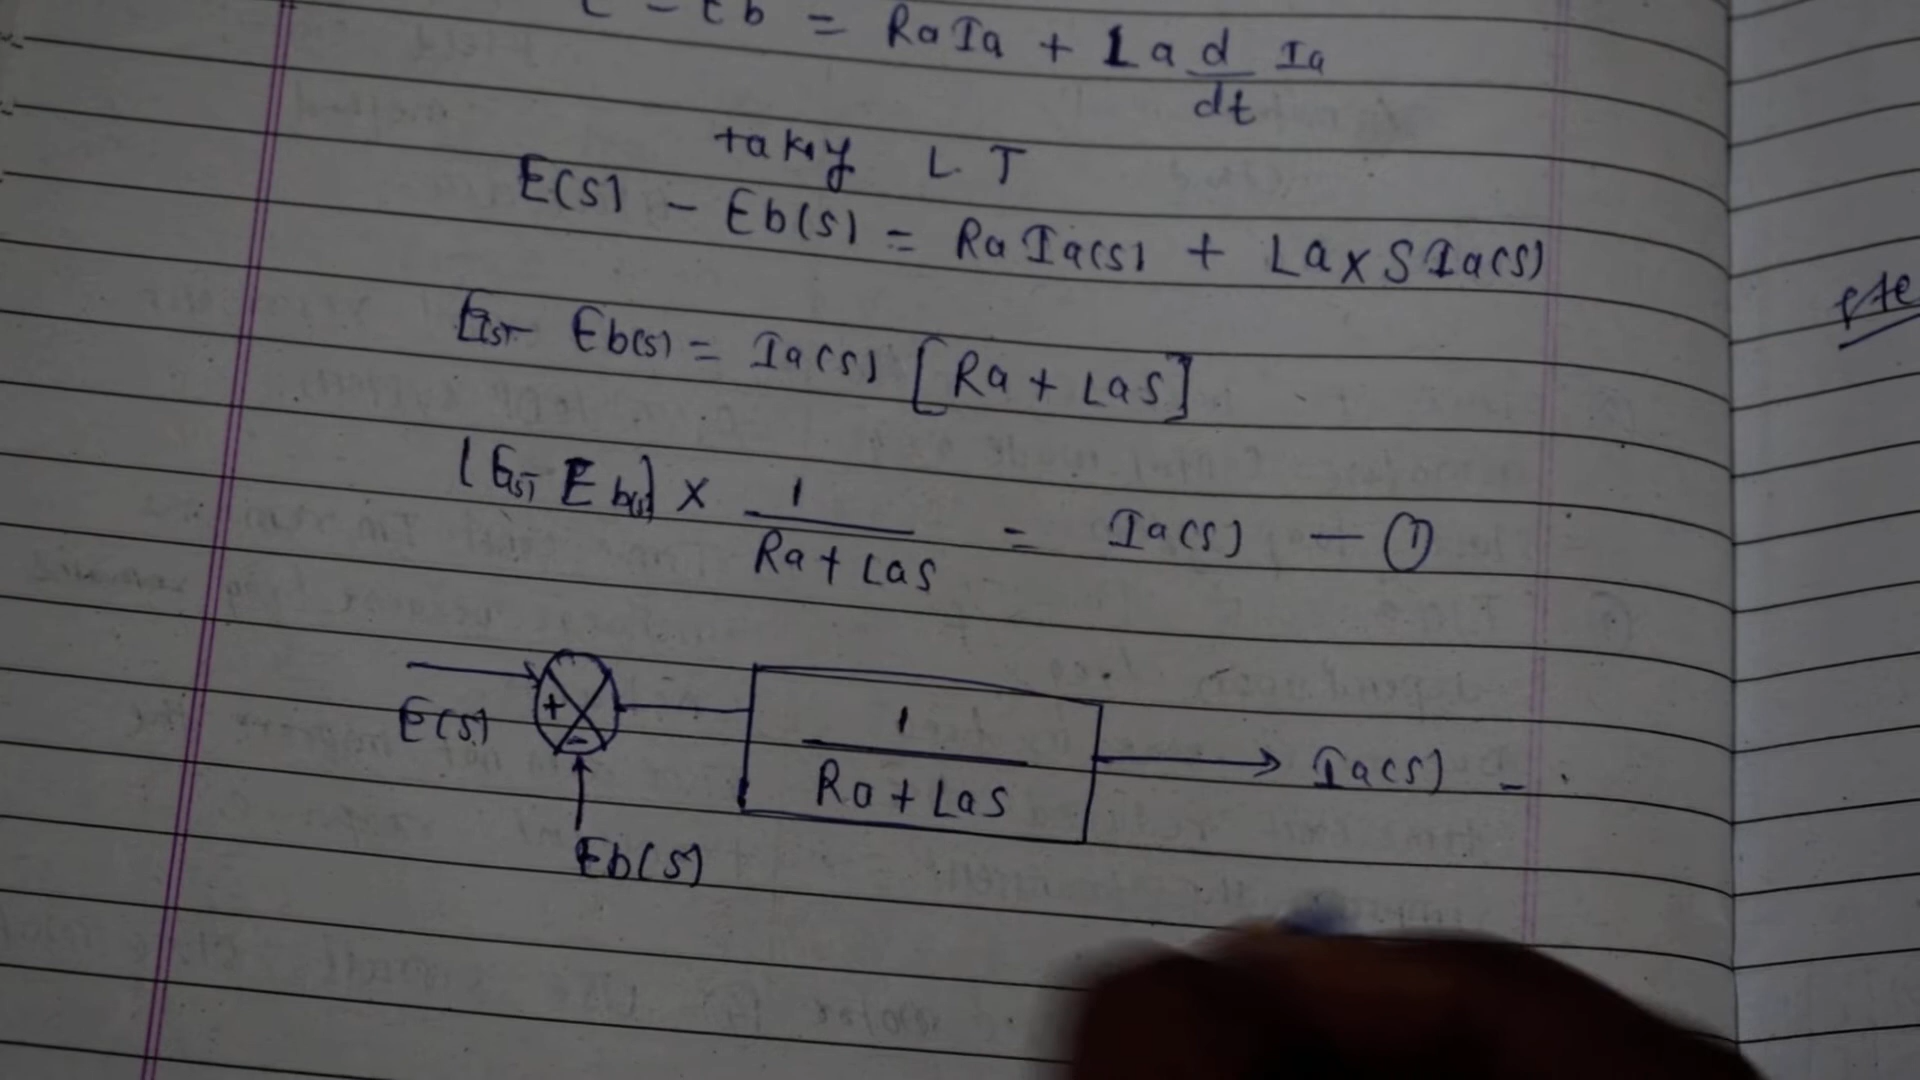 E - Eb = RaIa + La d/dt Ia
taking L.T
E(s) - Eb(s) = Ra Ia(s) + La x S Ia(s)
E(s) - Eb(s) = Ia(s) [Ra + Las]
[E(s) - Eb(s)] x 1/(Ra + Las) = Ia(s) - ①
E(s) + - 1/(Ra + Las) → Ia(s) -
Eb(s)